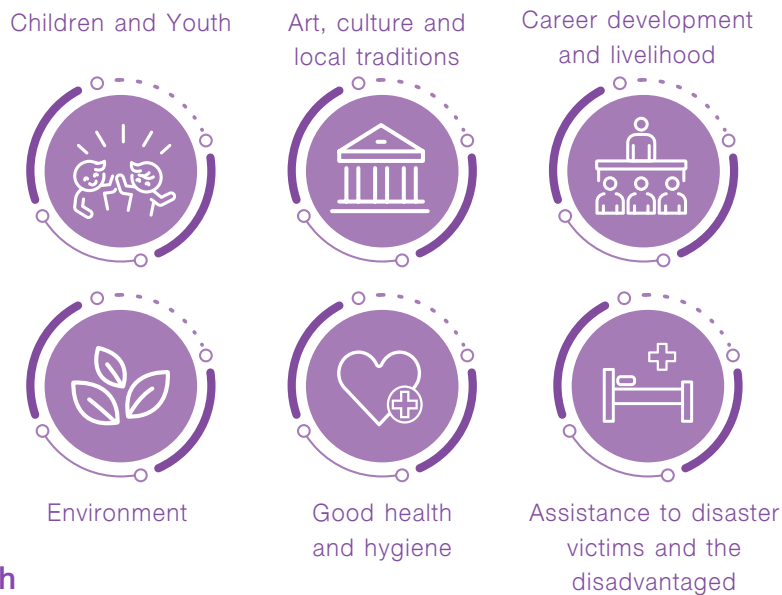 Children and Youth
Art, culture and
local traditions
Career development
and livelihood
Environment
Good health
and hygiene
Assistance to disaster
victims and the
disadvantaged
h